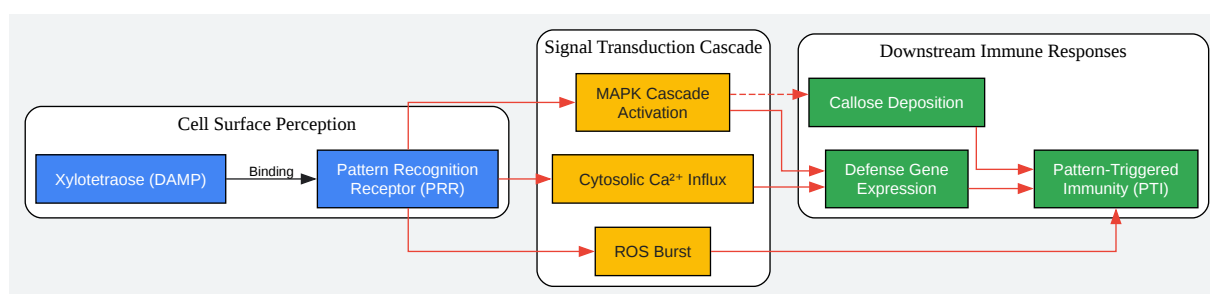 Cell Surface Perception
Xylotetraose (DAMP)
Binding
Pattern Recognition
Receptor (PRR)
Signal Transduction Cascade
MAPK Cascade
Activation
Cytosolic Ca²⁺ Influx
ROS Burst
Downstream Immune Responses
Callose Deposition
Defense Gene
Expression
Pattern-Triggered
Immunity (PTI)